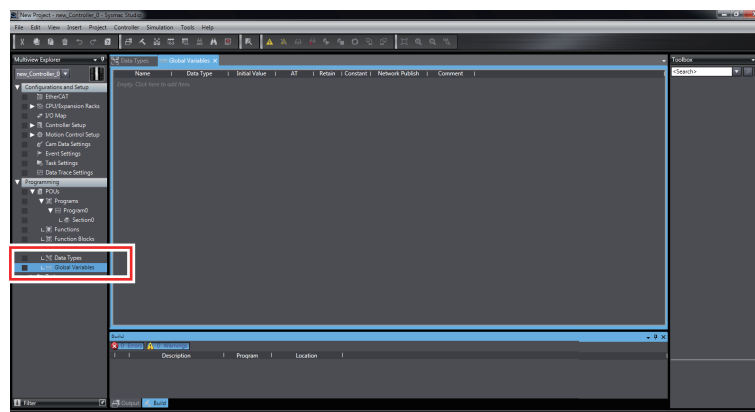 New Project - new_Controller_0 - Sysmac Studio
File Edit View Insert Project Controller Simulation Tools Help
Multiview Explorer
Data Types Global Variables
Toolbox
new_Controller_0
Name Data Type Initial Value AT Retain Constant Network Publish Comment
<Search>
Empty. Click here to add item.
Configurations and Setup
EtherCAT
CPU/Expansion Racks
I/O Map
Controller Setup
Motion Control Setup
Cam Data Settings
Event Settings
Task Settings
Data Trace Settings
Programming
POUs
Programs
Program0
Section0
Functions
Function Blocks
Data Types
Global Variables
Build
0 Errors 0 Warnings
Description Program Location
Filter
Output Build